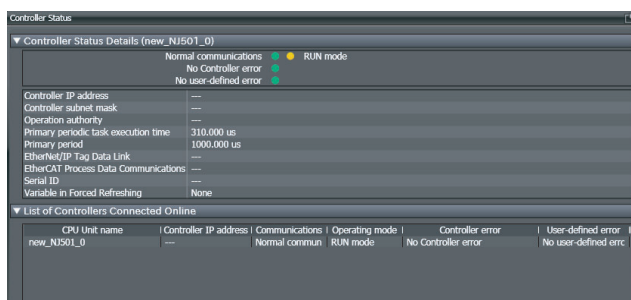 Controller Status
Controller Status Details (new_NJ501_0)
Normal communications RUN mode
No Controller error
No user-defined error
Controller IP address ---
Controller subnet mask ---
Operation authority ---
Primary periodic task execution time 310.000 us
Primary period 1000.000 us
EtherNet/IP Tag Data Link ---
EtherCAT Process Data Communications ---
Serial ID ---
Variable in Forced Refreshing None
List of Controllers Connected Online
CPU Unit name Controller IP address Communications Operating mode Controller error User-defined error
new_NJ501_0 --- Normal commun RUN mode No Controller error No user-defined errc